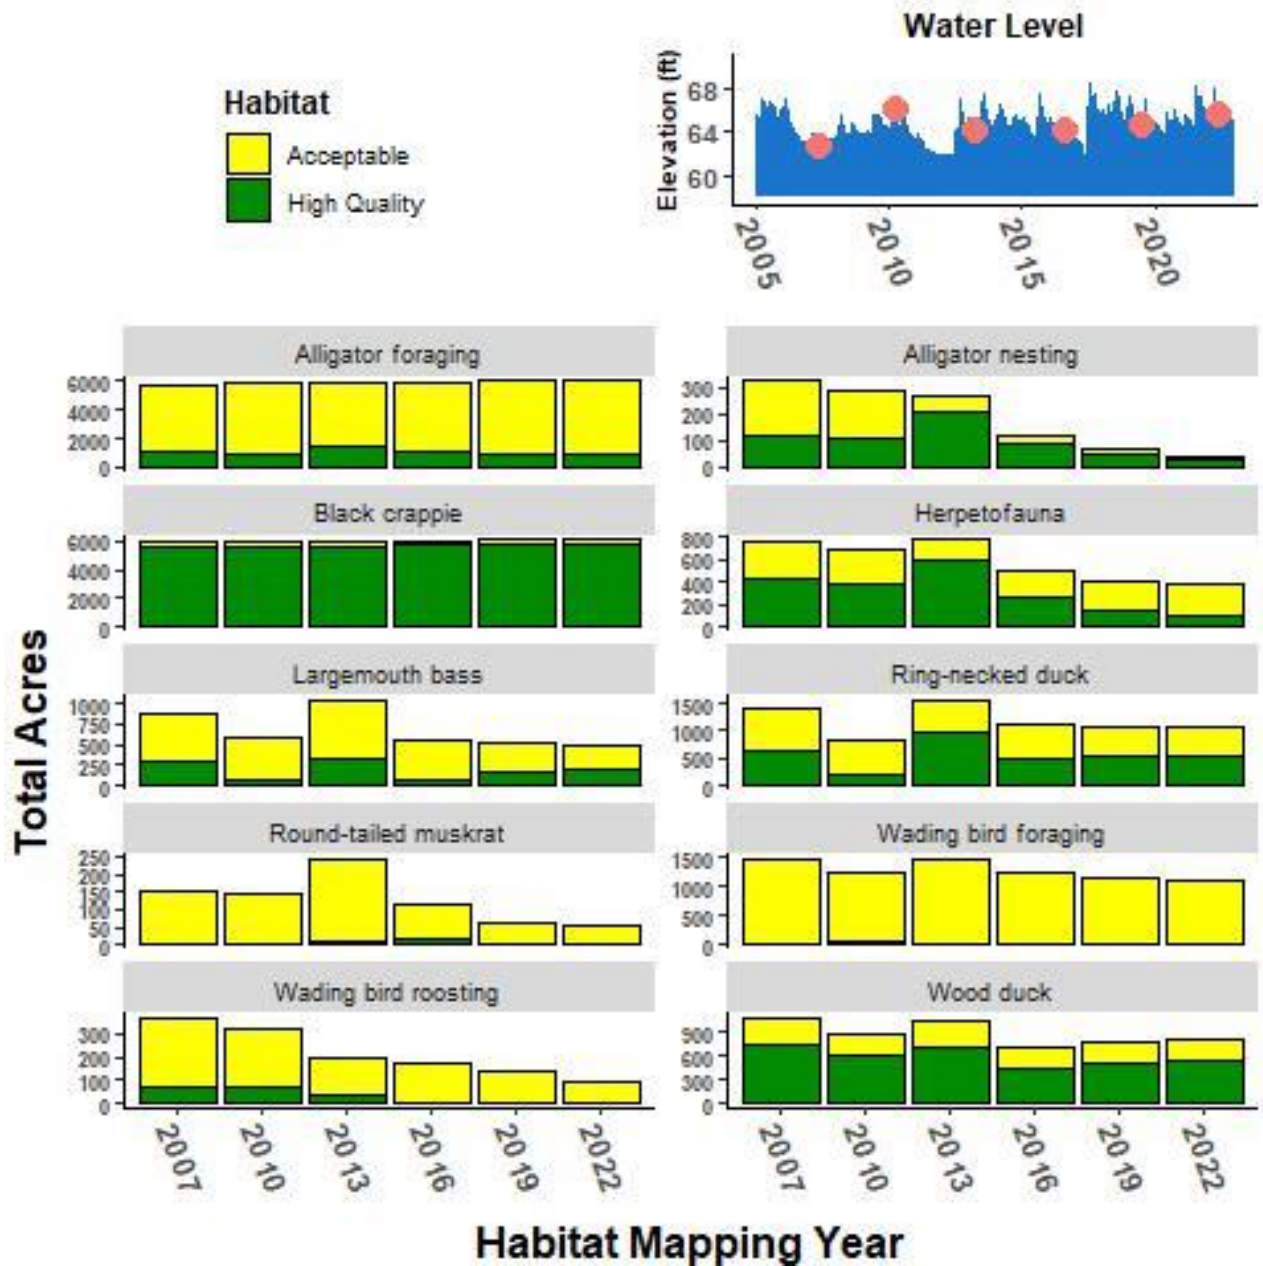 Water Level
Habitat
Acceptable
High Quality
Elevation (ft)
68
64
60
2005 2010 2015 2020
Total Acres
Alligator foraging
6000
4000
2000
0
Alligator nesting
300
200
100
0
Black crappie
6000
4000
2000
0
Herpetofauna
800
600
400
200
0
Largemouth bass
1000
750
500
250
0
Ring-necked duck
1500
1000
500
0
Round-tailed muskrat
250
200
150
100
50
0
Wading bird foraging
1500
1000
500
0
Wading bird roosting
300
200
100
0
Wood duck
900
600
300
0
2007 2010 2013 2016 2019 2022
2007 2010 2013 2016 2019 2022
Habitat Mapping Year